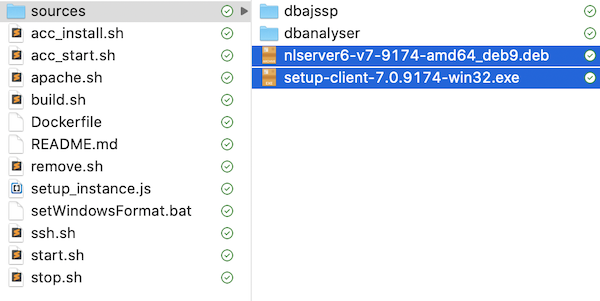 sources
acc_install.sh
acc_start.sh
apache.sh
build.sh
Dockerfile
README.md
remove.sh
setup_instance.js
setWindowsFormat.bat
ssh.sh
start.sh
stop.sh
dbajssp
dbanalyser
nlserver6-v7-9174-amd64_deb9.deb
setup-client-7.0.9174-win32.exe